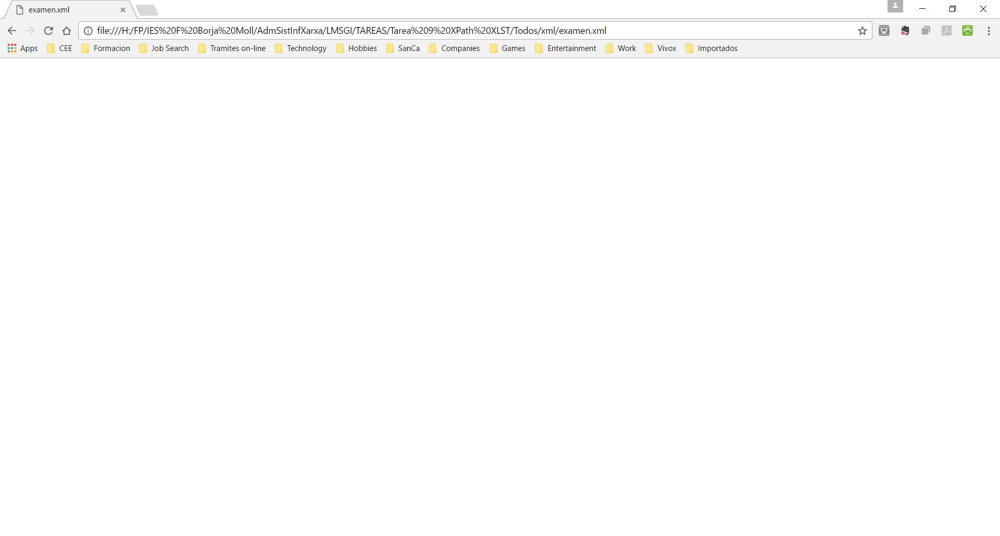 examen.xml
file:///H:/FP/IES%20F%20Borja%20Moll/AdmSistInfXarxa/LMSGI/TAREAS/Tarea%209%20XPath%20XLST/Todos/xml/examen.xml
Apps CEE Formacion Job Search Tramites on-line Technology Hobbies SanCa Companies Games Entertainment Work Vivox Importados